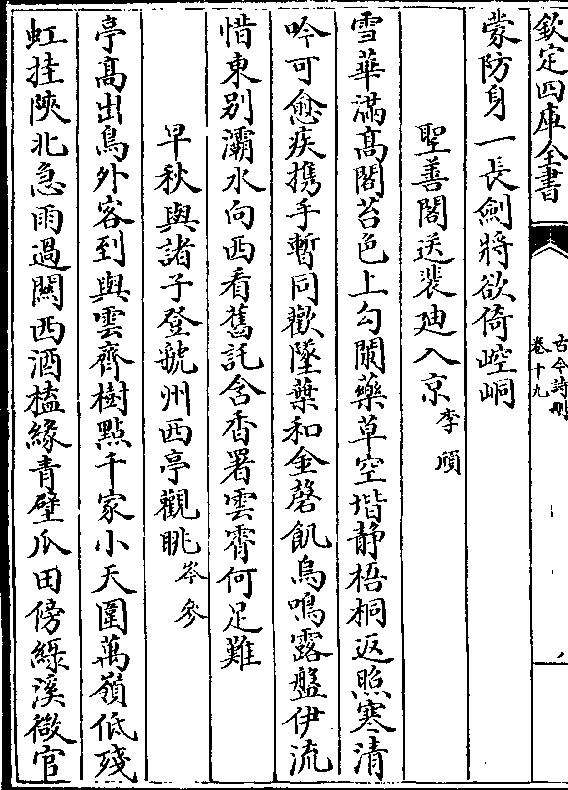 欽定四庫全書
古今詩刪
卷十九
蒙防身一長劍將欲倚崆峒
聖善閤送裴廸入京李頎
雪華滿髙閣苔色上勾闌藥草空堦静梧桐返照寒清
吟可愈疾携手暫同歡墜葉和金磬飢烏鳴露盤伊流
惜東别灞水向西看舊託含香署雲霄何足難
早秋與諸子登虢州西亭觀眺岑參
亭髙出鳥外客到與雲齊樹點千家小天圍萬嶺低殘
虹挂陜北急雨過闗西酒榼緣青壁瓜田傍緑溪微官